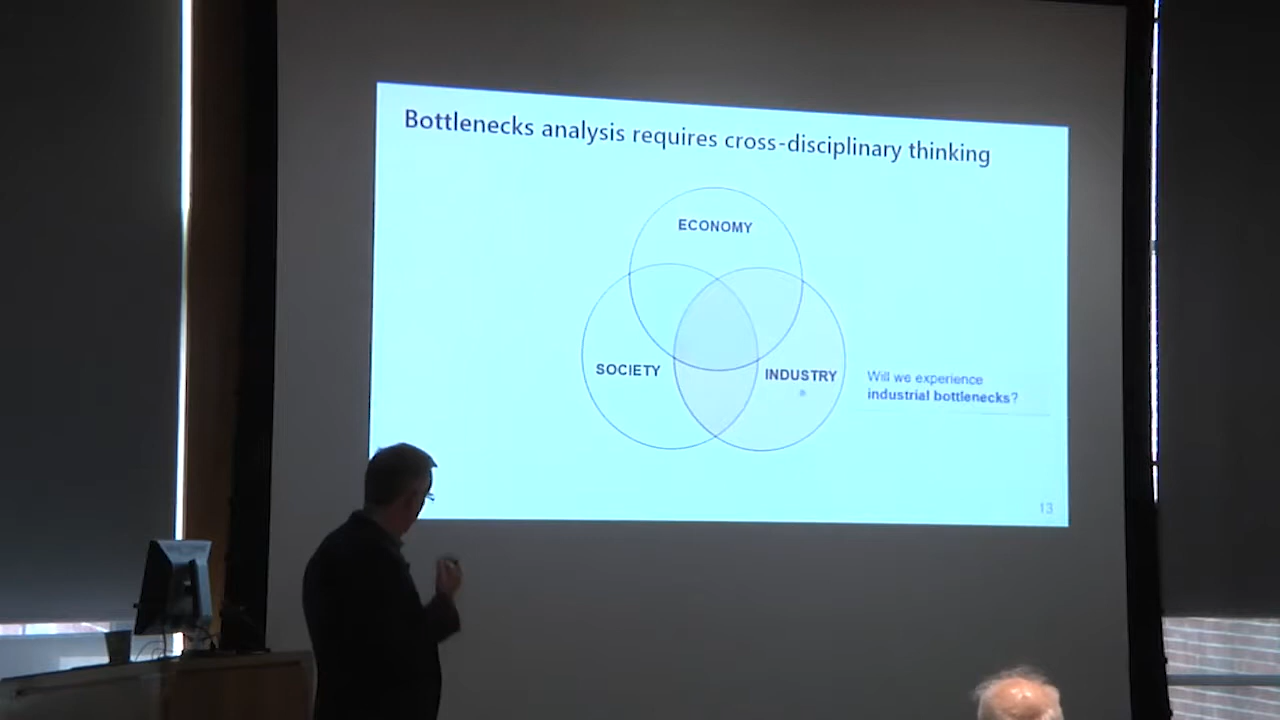 Bottlenecks analysis requires cross-disciplinary thinking
ECONOMY
SOCIETY
INDUSTRY
Will we experience
industrial bottlenecks?
13